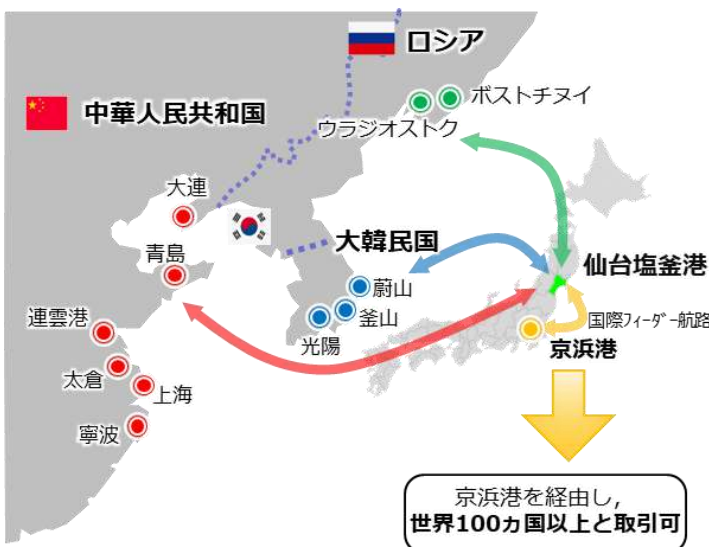 ロシア
ボストチヌイ
中華人民共和国
ウラジオストク
大連
大韓民国
青島
仙台塩釜港
蔚山
連雲港
釜山
国際フィーダー航路
光陽
京浜港
太倉
上海
寧波
京浜港を経由し,
世界100ヵ国以上と取引可